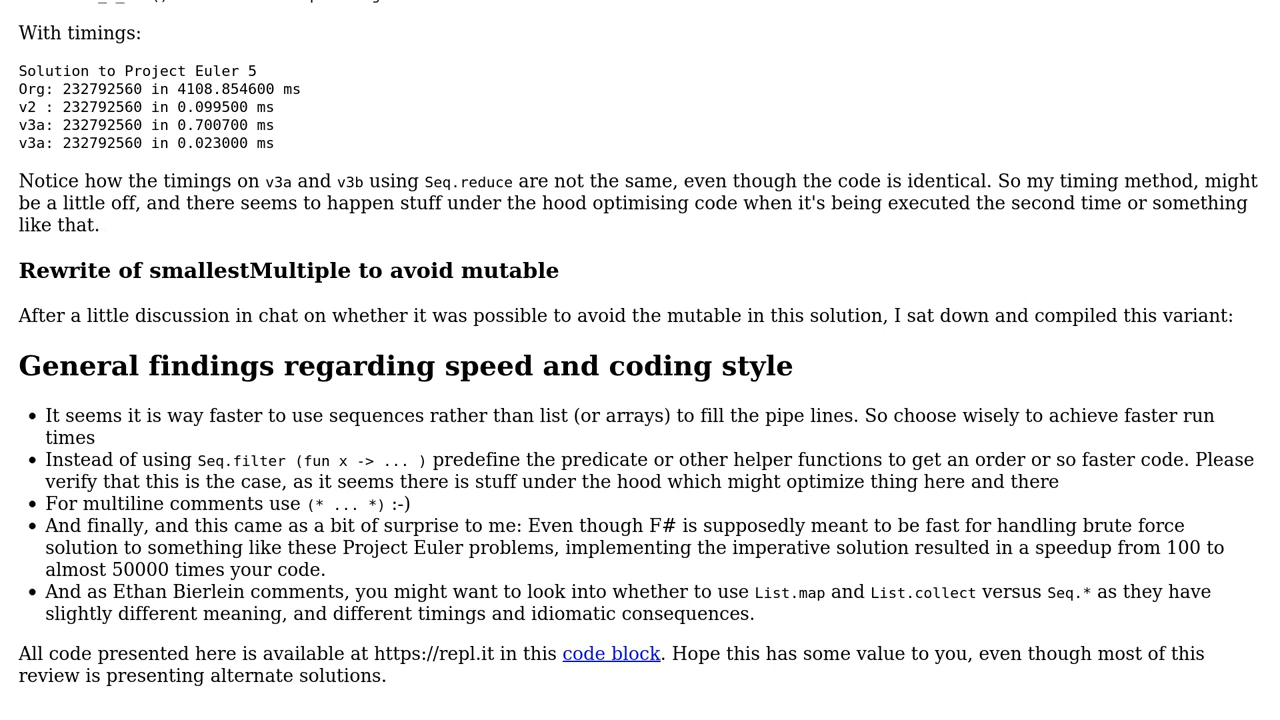 With timings:
Solution to Project Euler 5
Org: 232792560 in 4108.854600 ms
v2 : 232792560 in 0.099500 ms
v3a: 232792560 in 0.700700 ms
v3a: 232792560 in 0.023000 ms
Notice how the timings on v3a and v3b using Seq.reduce are not the same, even though the code is identical. So my timing method, might
be a little off, and there seems to happen stuff under the hood optimising code when it's being executed the second time or something
like that.
Rewrite of smallestMultiple to avoid mutable
After a little discussion in chat on whether it was possible to avoid the mutable in this solution, I sat down and compiled this variant:
General findings regarding speed and coding style
• It seems it is way faster to use sequences rather than list (or arrays) to fill the pipe lines. So choose wisely to achieve faster run
times
• Instead of using Seq.filter (fun x -> ... ) predefine the predicate or other helper functions to get an order or so faster code. Please
verify that this is the case, as it seems there is stuff under the hood which might optimize thing here and there
• For multiline comments use (* ... *) :-)
• And finally, and this came as a bit of surprise to me: Even though F# is supposedly meant to be fast for handling brute force
solution to something like these Project Euler problems, implementing the imperative solution resulted in a speedup from 100 to
almost 50000 times your code.
• And as Ethan Bierlein comments, you might want to look into whether to use List.map and List.collect versus Seq.* as they have
slightly different meaning, and different timings and idiomatic consequences.
All code presented here is available at https://repl.it in this code block. Hope this has some value to you, even though most of this
review is presenting alternate solutions.